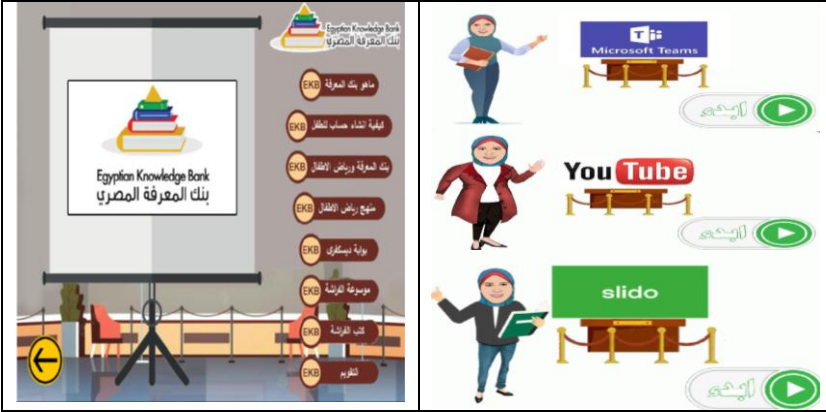 Egyptian Knowledge Bank
بنك المعرفة المصري
Egyptian Knowledge Bank
بنك المعرفة المصري
ماهو بنك المعرفة EKB
كيفية انشاء حساب للطفل EKB
بنك المعرفة ورياض الاطفال EKB
منهج رياض الاطفال EKB
بوابة ديسكفرى EKB
موسوعة الفراشة EKB
كتب الفراشة EKB
التقويم EKB
Microsoft Teams
ابدء
YouTube
ابدء
slido
ابدء